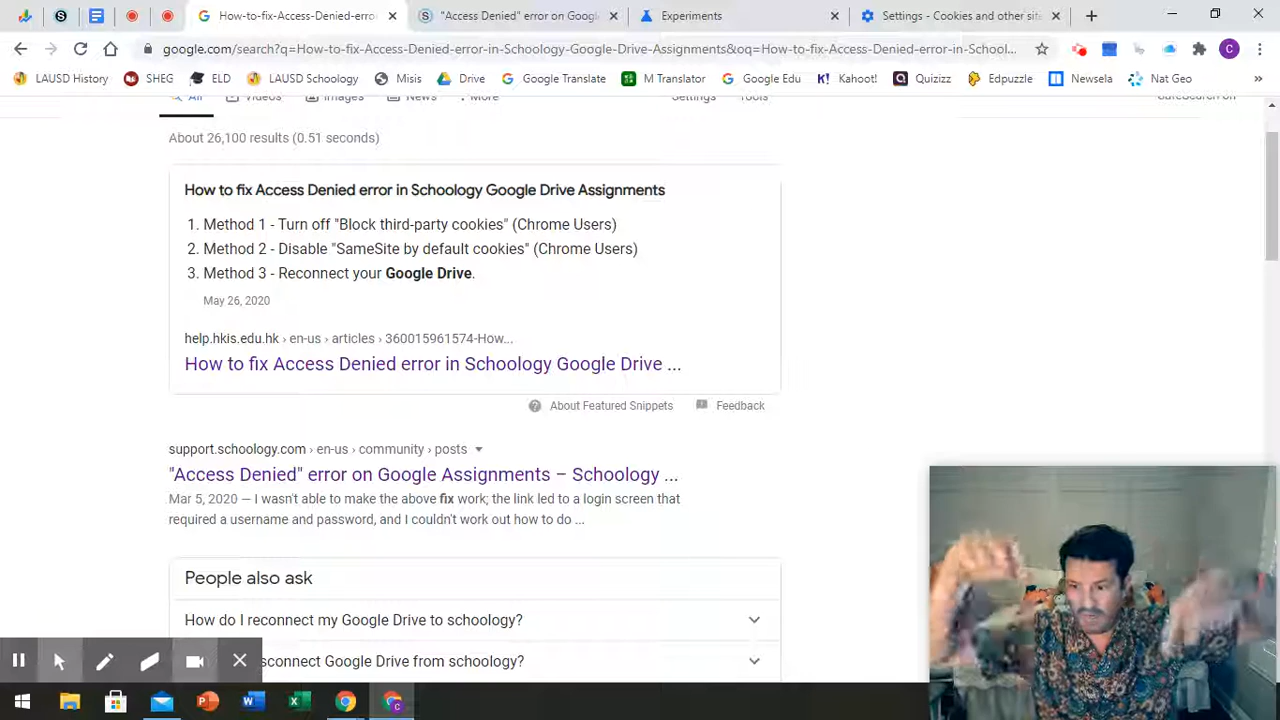 How-to-fix-Access-Denied-error-
"Access Denied" error on Googl
Experiments
Settings - Cookies and other site
google.com/search?q=How-to-fix-Access-Denied-error-in-Schoology-Google-Drive-Assignments&oq=How-to-fix-Access-Denied-error-in-School...
C
LAUSD History
SHEG
ELD
LAUSD Schoology
Misis
Drive
Google Translate
M Translator
Google Edu
K! Kahoot!
Quizizz
Edpuzzle
Newsela
Nat Geo
»
All
Videos
Images
News
More
Settings
Tools
SafeSearch on
About 26,100 results (0.51 seconds)
How to fix Access Denied error in Schoology Google Drive Assignments
1. Method 1 - Turn off "Block third-party cookies" (Chrome Users)
2. Method 2 - Disable "SameSite by default cookies" (Chrome Users)
3. Method 3 - Reconnect your Google Drive.
May 26, 2020
help.hkis.edu.hk › en-us › articles › 360015961574-How...
How to fix Access Denied error in Schoology Google Drive ...
About Featured Snippets
Feedback
support.schoology.com › en-us › community › posts
"Access Denied" error on Google Assignments – Schoology ...
Mar 5, 2020 — I wasn't able to make the above fix work; the link led to a login screen that
required a username and password, and I couldn't work out how to do ...
People also ask
How do I reconnect my Google Drive to schoology?
sconnect Google Drive from schoology?